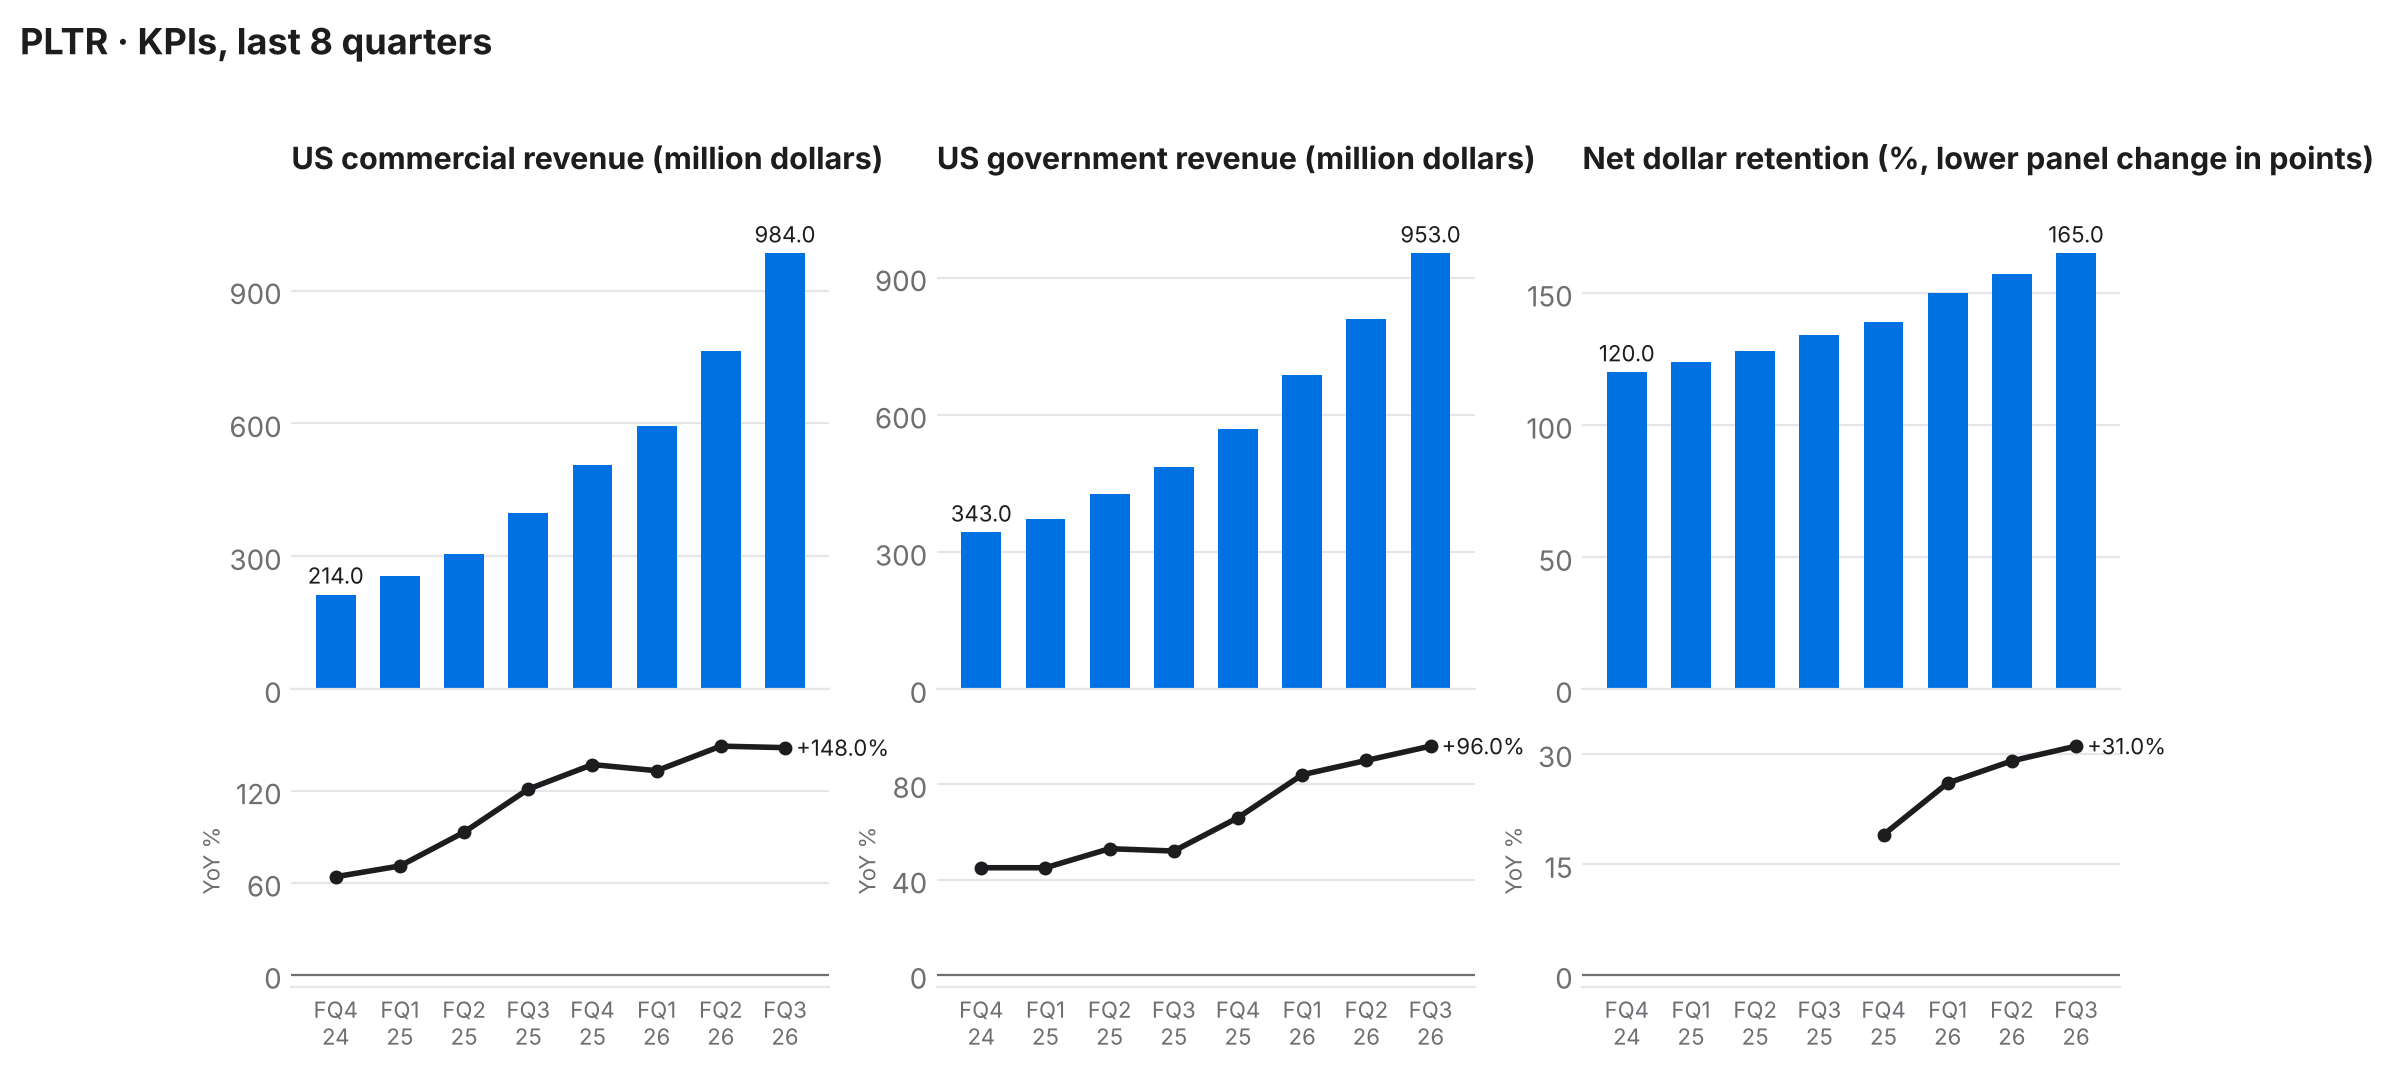 PLTR · KPIs, last 8 quarters
US commercial revenue (million dollars)
984.0
900
600
300
214.0
0
+148.0%
120
YoY %
60
0
FQ4 FQ1 FQ2 FQ3 FQ4 FQ1 FQ2 FQ3
24 25 25 25 25 26 26 26
US government revenue (million dollars)
953.0
900
600
343.0
300
0
+96.0%
80
YoY %
40
0
FQ4 FQ1 FQ2 FQ3 FQ4 FQ1 FQ2 FQ3
24 25 25 25 25 26 26 26
Net dollar retention (%, lower panel change in points)
165.0
150
120.0
100
50
0
+31.0%
30
YoY %
15
0
FQ4 FQ1 FQ2 FQ3 FQ4 FQ1 FQ2 FQ3
24 25 25 25 25 26 26 26